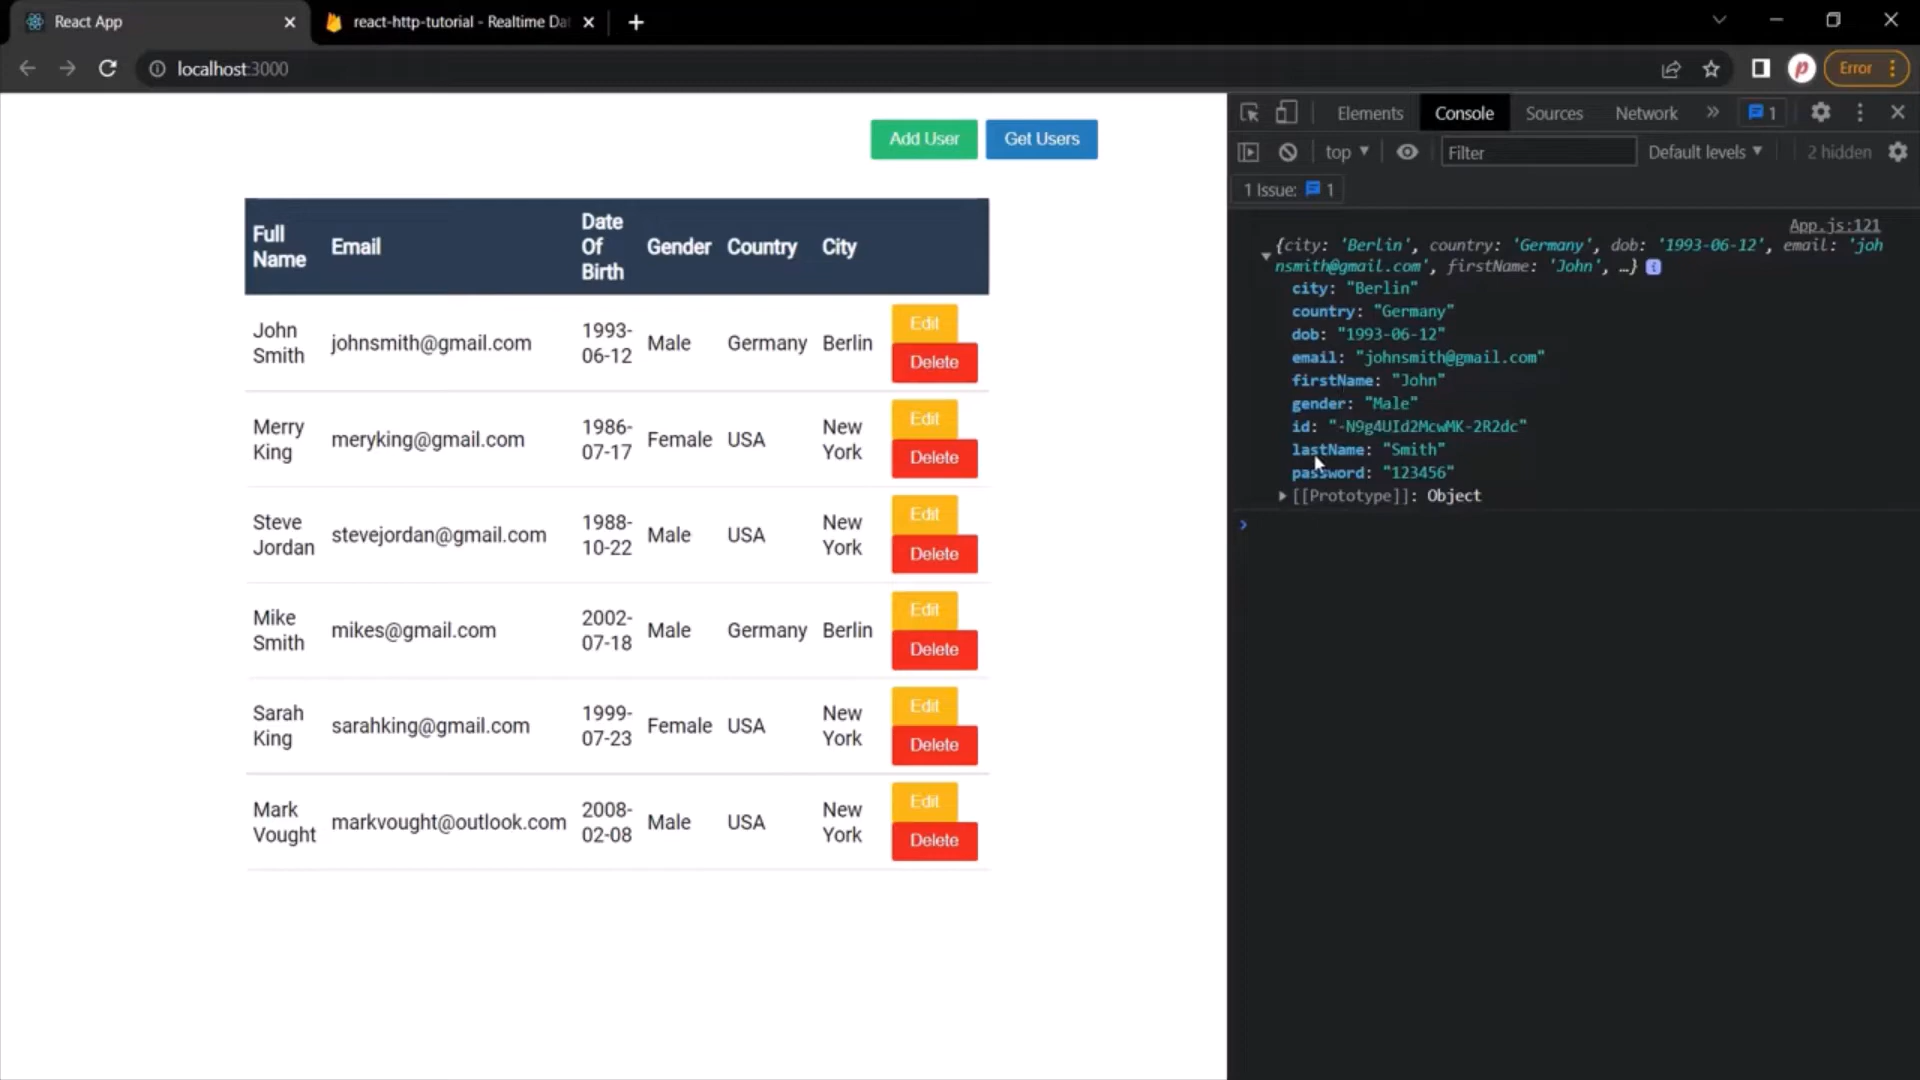 React App
react-http-tutorial - Realtime Da
localhost:3000
Error
Add User
Get Users
Full Name
Email
Date Of Birth
Gender
Country
City
John Smith
johnsmith@gmail.com
1993-06-12
Male
Germany
Berlin
Edit
Delete
Merry King
meryking@gmail.com
1986-07-17
Female
USA
New York
Edit
Delete
Steve Jordan
stevejordan@gmail.com
1988-10-22
Male
USA
New York
Edit
Delete
Mike Smith
mikes@gmail.com
2002-07-18
Male
Germany
Berlin
Edit
Delete
Sarah King
sarahking@gmail.com
1999-07-23
Female
USA
New York
Edit
Delete
Mark Vought
markvought@outlook.com
2008-02-08
Male
USA
New York
Edit
Delete
Elements
Console
Sources
Network
1
top
Filter
Default levels
2 hidden
1 Issue: 1
App.js:121
{city: 'Berlin', country: 'Germany', dob: '1993-06-12', email: 'joh
nsmith@gmail.com', firstName: 'John', …}
city: "Berlin"
country: "Germany"
dob: "1993-06-12"
email: "johnsmith@gmail.com"
firstName: "John"
gender: "Male"
id: "-N9g4UId2McwMK-2R2dc"
lastName: "Smith"
password: "123456"
[[Prototype]]: Object